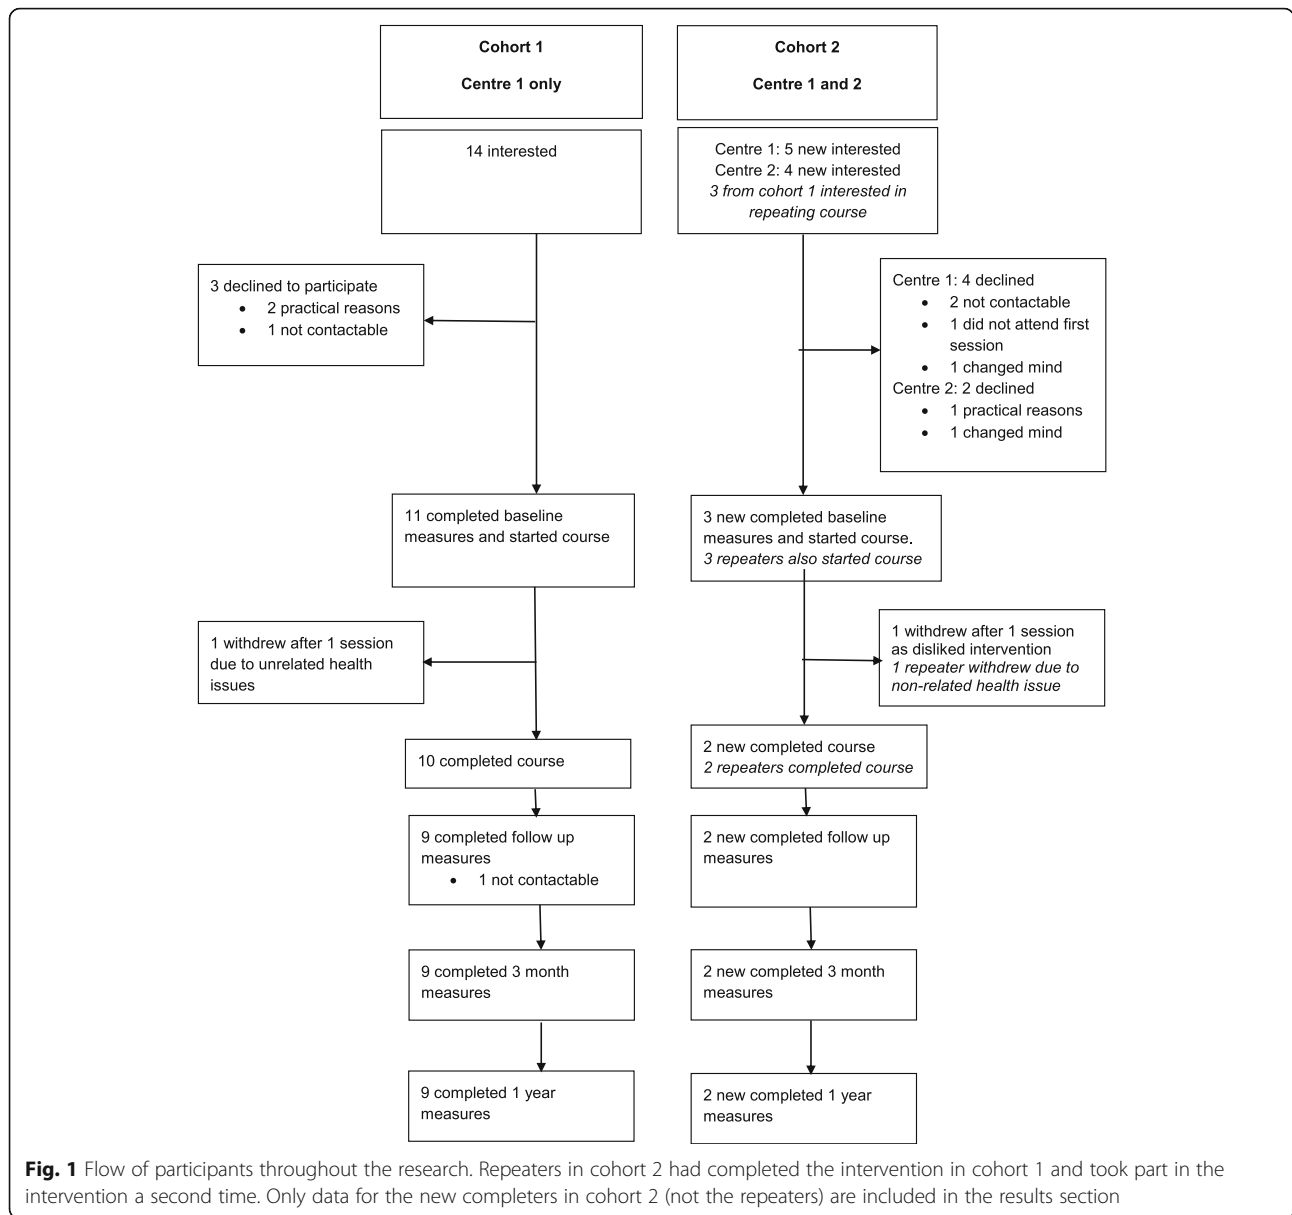 Cohort 1
Centre 1 only
14 interested
3 declined to participate
• 2 practical reasons
• 1 not contactable
11 completed baseline
measures and started course
1 withdrew after 1 session
due to unrelated health
issues
10 completed course
9 completed follow up
measures
• 1 not contactable
9 completed 3 month
measures
9 completed 1 year
measures
Cohort 2
Centre 1 and 2
Centre 1: 5 new interested
Centre 2: 4 new interested
3 from cohort 1 interested in
repeating course
Centre 1: 4 declined
• 2 not contactable
• 1 did not attend first
session
• 1 changed mind
Centre 2: 2 declined
• 1 practical reasons
• 1 changed mind
3 new completed baseline
measures and started course.
3 repeaters also started course
1 withdrew after 1 session
as disliked intervention
1 repeater withdrew due to
non-related health issue
2 new completed course
2 repeaters completed course
2 new completed follow up
measures
2 new completed 3 month
measures
2 new completed 1 year
measures
Fig. 1 Flow of participants throughout the research. Repeaters in cohort 2 had completed the intervention in cohort 1 and took part in the
intervention a second time. Only data for the new completers in cohort 2 (not the repeaters) are included in the results section